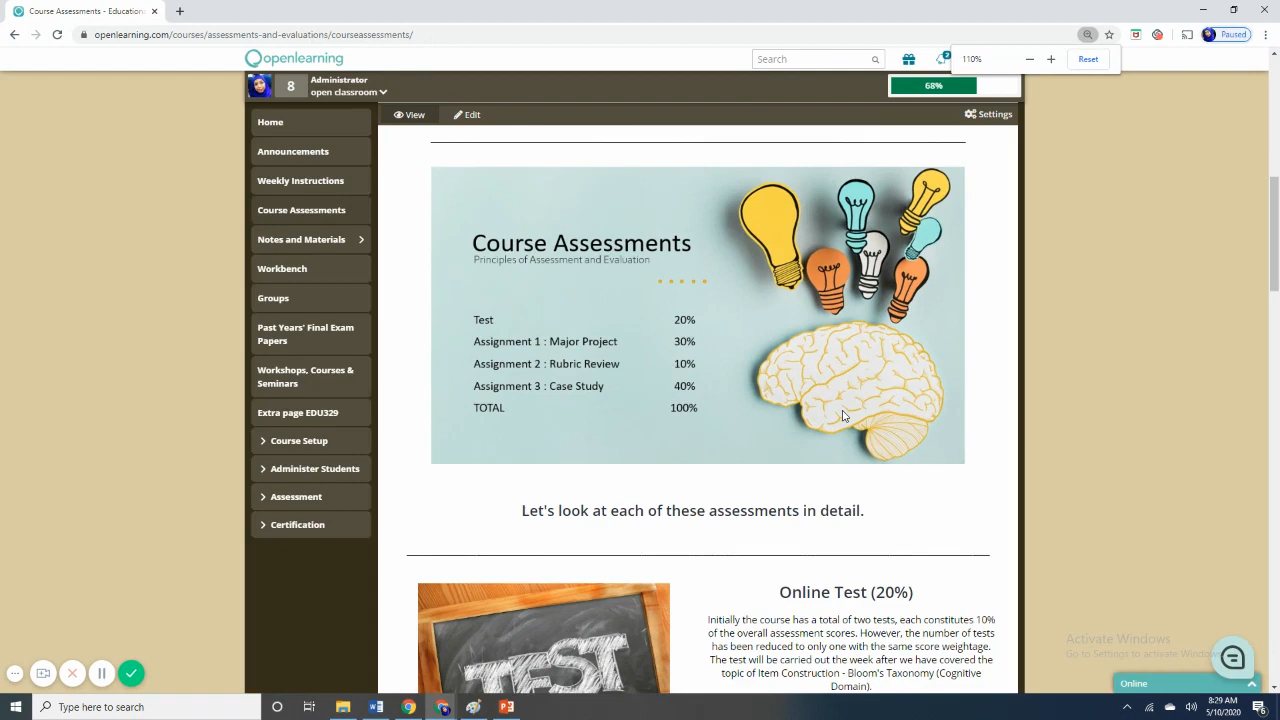 Course Assessments - Education
openlearning.com/courses/assessments-and-evaluations/courseassessments/
Paused
openlearning
Search
2
110%
Reset
8
Administrator
open classroom
68%
Home
Announcements
Weekly Instructions
Course Assessments
Notes and Materials
Workbench
Groups
Past Years' Final Exam
Papers
Workshops, Courses &
Seminars
Extra page EDU329
Course Setup
Administer Students
Assessment
Certification
View
Edit
Settings
Course Assessments
Principles of Assessment and Evaluation
Test 20%
Assignment 1 : Major Project 30%
Assignment 2 : Rubric Review 10%
Assignment 3 : Case Study 40%
TOTAL 100%
Let's look at each of these assessments in detail.
TEST
Online Test (20%)
Initially the course has a total of two tests, each constitutes 10%
of the overall assessment scores. However, the number of tests
has been reduced to only one with the same score weightage.
The test will be carried out the week after we have covered the
topic of Item Construction - Bloom's Taxonomy (Cognitive
Domain).
Activate Windows
Go to Settings to activate Windows
Online
Type here to search
8:29 AM
5/10/2020
6